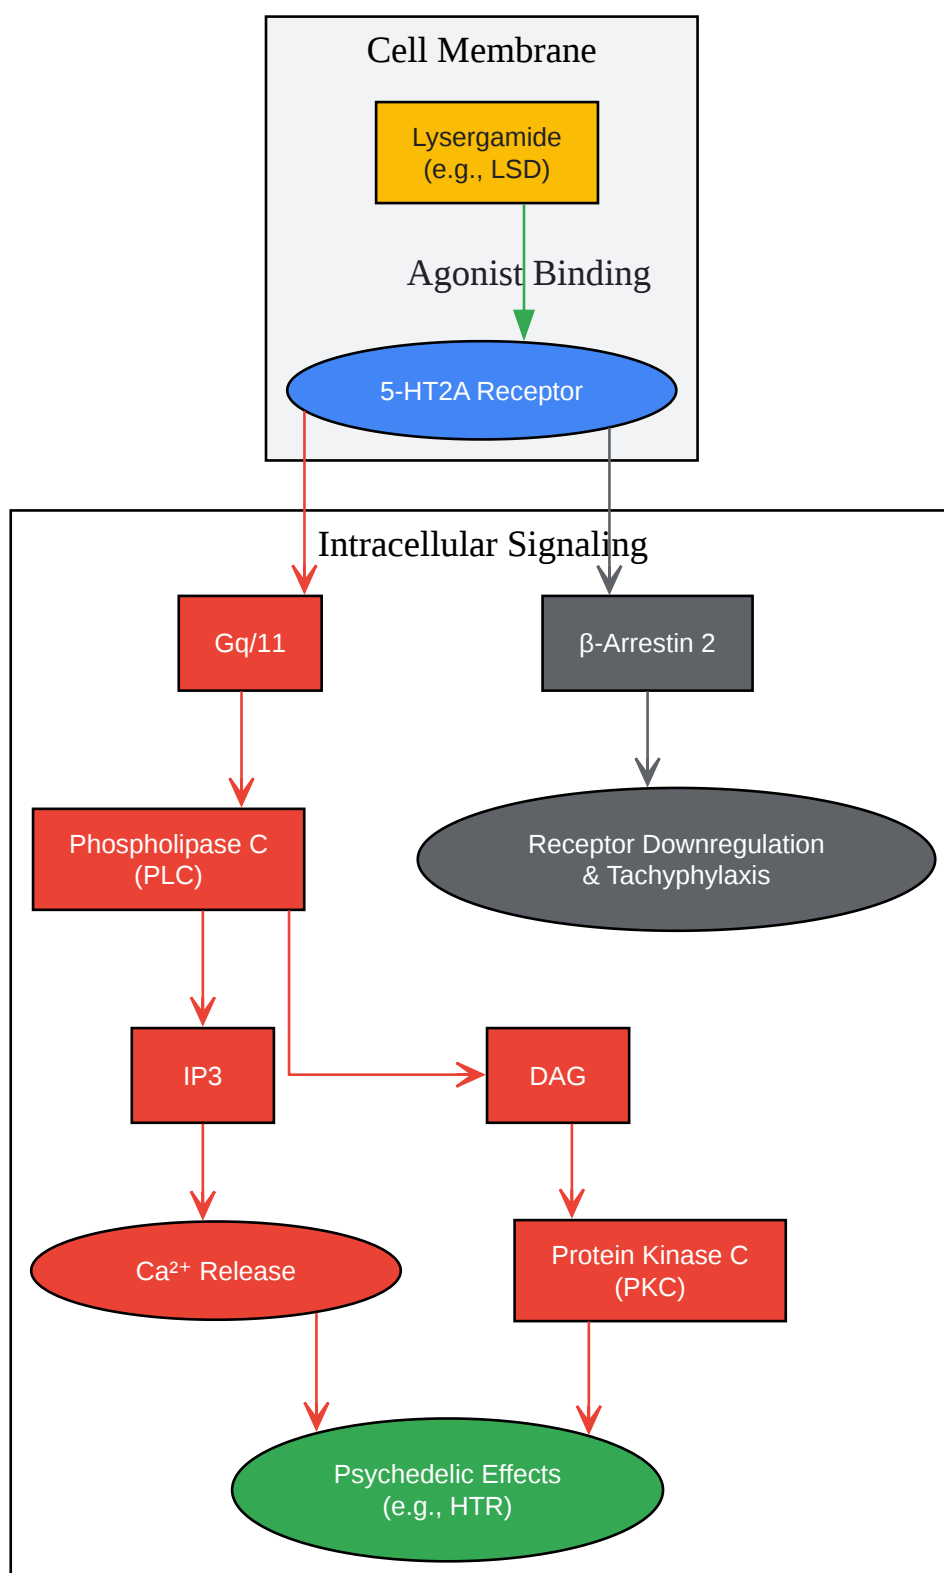 Cell Membrane
Lysergamide
(e.g., LSD)
Agonist Binding
5-HT2A Receptor
Intracellular Signaling
Gq/11
β-Arrestin 2
Phospholipase C
(PLC)
Receptor Downregulation
& Tachyphylaxis
IP3
DAG
Ca²⁺ Release
Protein Kinase C
(PKC)
Psychedelic Effects
(e.g., HTR)